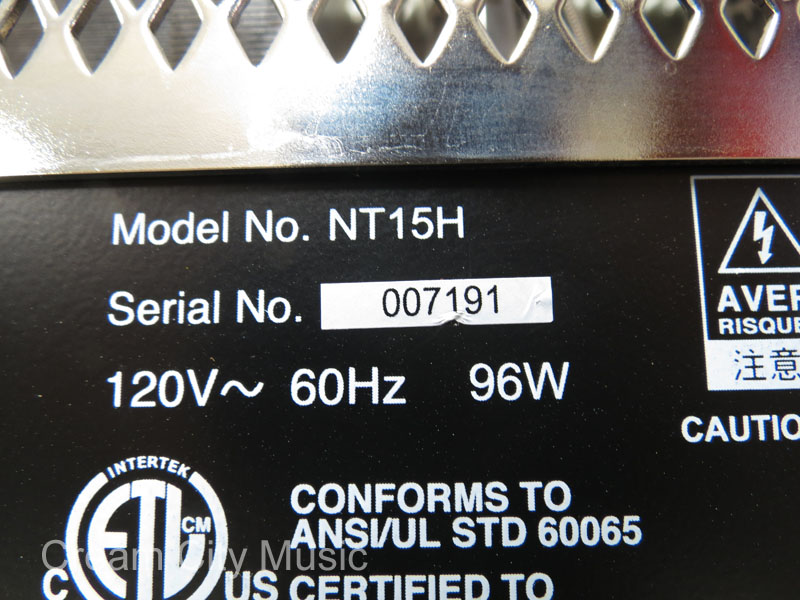 Model No. NT15H
Serial No. 007191
120V~ 60Hz 96W
AVER
RISQUE
注意
CAUTIO
INTERTEK
ETL CM
CONFORMS TO
ANSI/UL STD 60065
Cream City Music
C US CERTIFIED TO